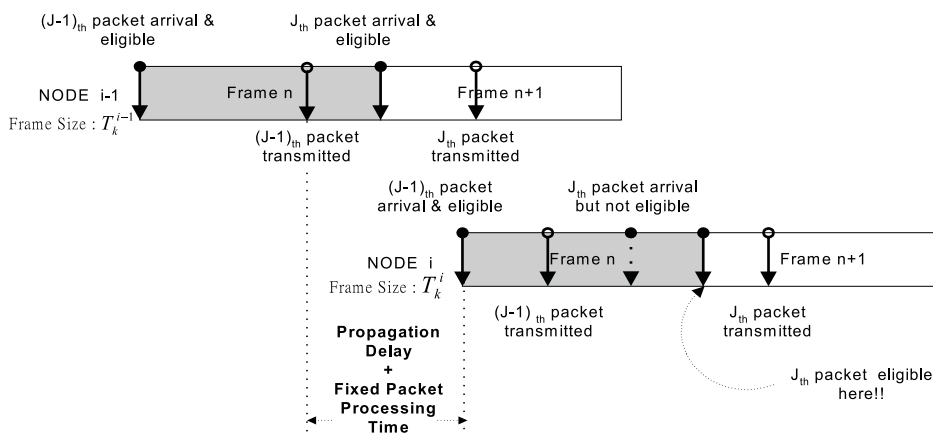 (J-1)th packet arrival &
eligible
Jth packet arrival &
eligible
NODE i-1
Frame Size : T_k^{i-1}
Frame n
Frame n+1
(J-1)th packet
transmitted
Jth packet
transmitted
(J-1)th packet
arrival & eligible
Jth packet arrival
but not eligible
NODE i
Frame Size : T_k^i
Frame n
Frame n+1
(J-1) th packet
transmitted
Jth packet
transmitted
Propagation
Delay
+
Fixed Packet
Processing
Time
Jth packet eligible
here!!